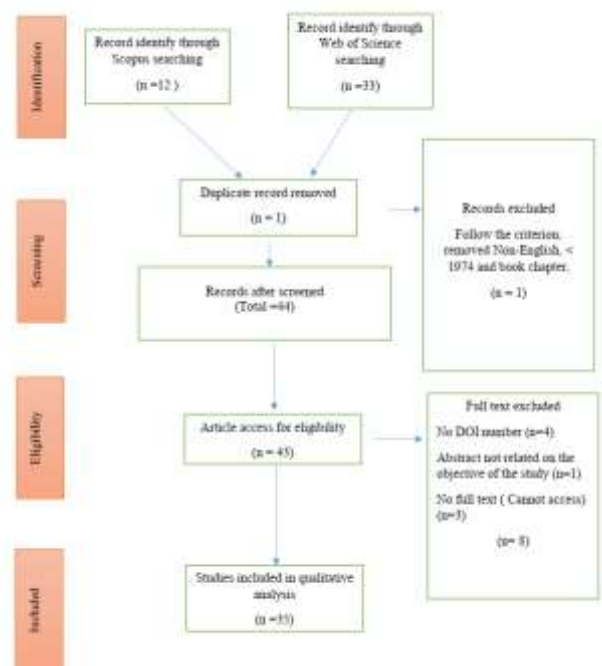 Identification
Record identify through
Scopus searching
(n =12 )
Record identify through
Web of Science
searching
(n =33)
Screening
Duplicate record removed
(n = 1)
Records excluded
Follow the criterion,
removed Non-English, <
1974 and book chapter.
(n = 1)
Records after screened
(Total =44)
Eligibility
Article access for eligibility
(n = 43)
Full text excluded
No DOI number (n=4)
Abstract not related on the
objective of the study (n=1)
No full text ( Cannot access)
(n=3)
(n= 8)
Included
Studies included in qualitative
analysis
(n =35)